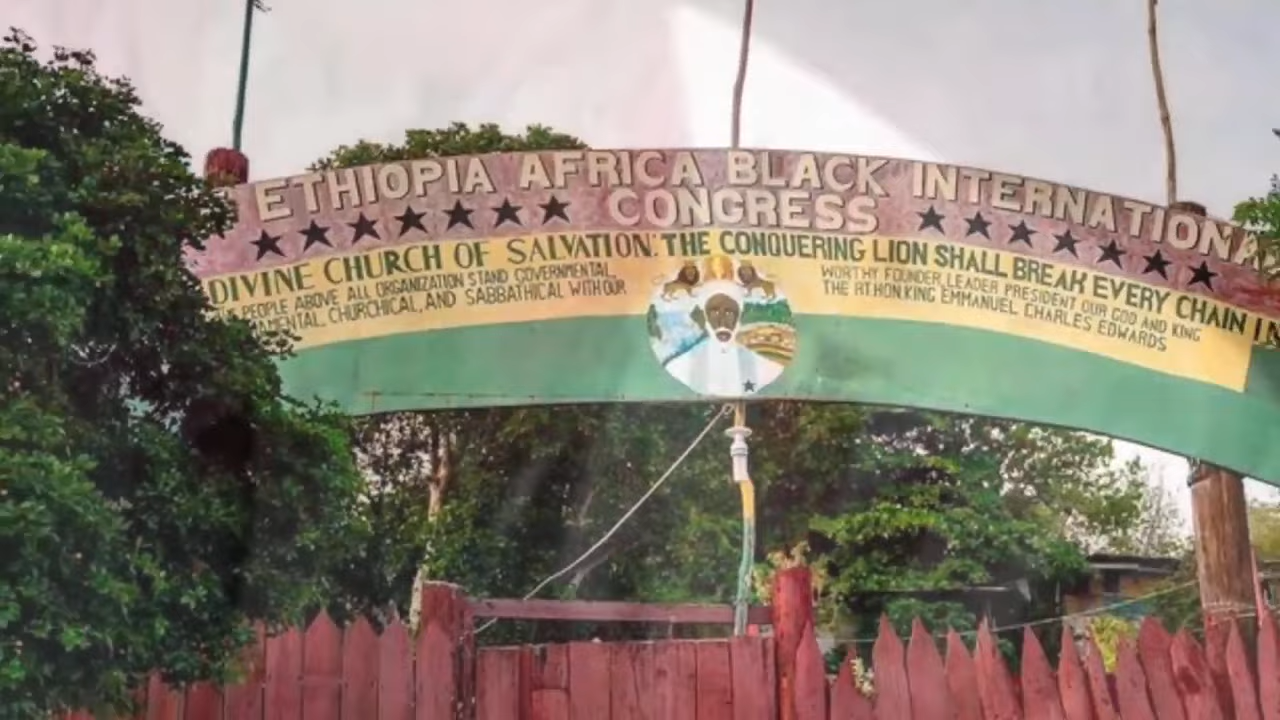 ETHIOPIA AFRICA BLACK INTERNATIONA
CONGRESS
DIVINE CHURCH OF SALVATION: THE CONQUERING LION SHALL BREAK EVERY CHAIN
PEOPLE ABOVE ALL ORGANIZATION STAND GOVERNMENTAL
AMENTAL, CHURCHICAL, AND SABBATHICAL WITH OUR
WORTHY FOUNDER, LEADER PRESIDENT OUR GOD AND KING
THE RT.HON KING EMMANUEL CHARLES EDWARDS